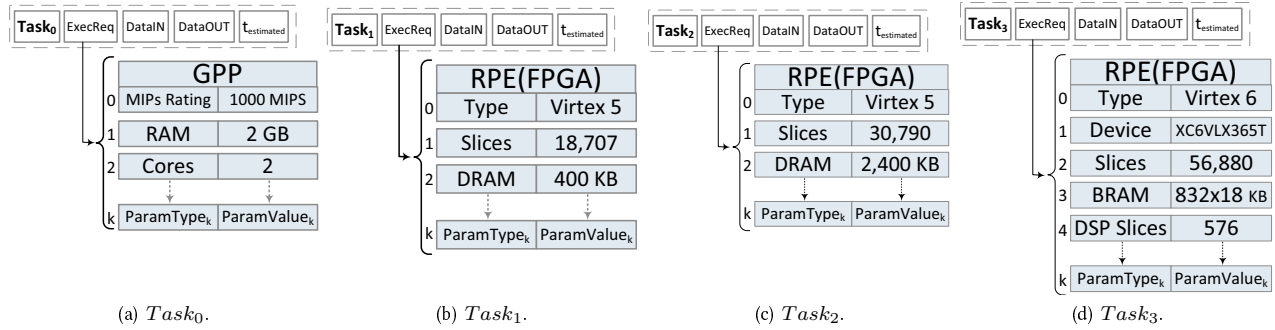 Task0 ExecReq DataIN DataOUT testimated
GPP
0 MIPs Rating 1000 MIPS
1 RAM 2 GB
2 Cores 2
k ParamTypek ParamValuek
(a) Task0.
Task1 ExecReq DataIN DataOUT testimated
RPE(FPGA)
0 Type Virtex 5
1 Slices 18,707
2 DRAM 400 KB
k ParamTypek ParamValuek
(b) Task1.
Task2 ExecReq DataIN DataOUT testimated
RPE(FPGA)
0 Type Virtex 5
1 Slices 30,790
2 DRAM 2,400 KB
k ParamTypek ParamValuek
(c) Task2.
Task3 ExecReq DataIN DataOUT testimated
RPE(FPGA)
0 Type Virtex 6
1 Device XC6VLX365T
2 Slices 56,880
3 BRAM 832x18 KB
4 DSP Slices 576
k ParamTypek ParamValuek
(d) Task3.